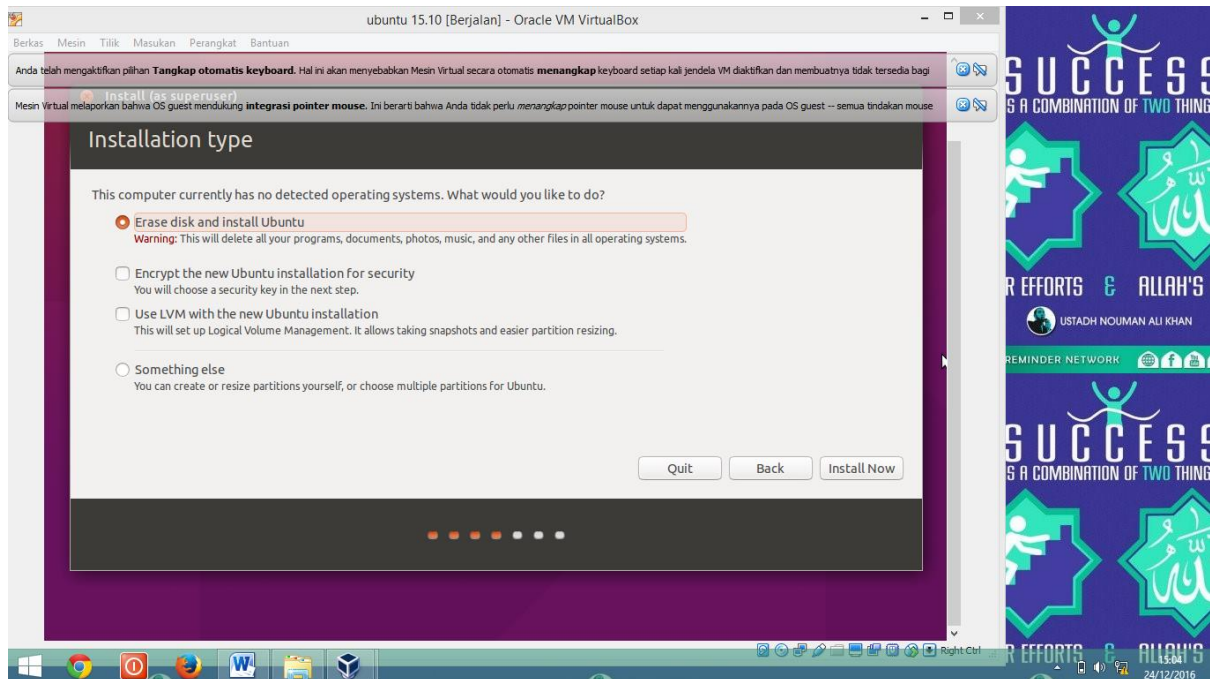 ubuntu 15.10 [Berjalan] - Oracle VM VirtualBox
Berkas Mesin Tilik Masukan Perangkat Bantuan
Anda telah mengaktifkan pilihan Tangkap otomatis keyboard. Hal ini akan menyebabkan Mesin Virtual secara otomatis menangkap keyboard setiap kali jendela VM diaktifkan dan membuatnya tidak tersedia bagi
Install (as superuser)
Mesin Virtual melaporkan bahwa OS guest mendukung integrasi pointer mouse. Ini berarti bahwa Anda tidak perlu menangkap pointer mouse untuk dapat menggunakannya pada OS guest -- semua tindakan mouse
Installation type
This computer currently has no detected operating systems. What would you like to do?
Erase disk and install Ubuntu
Warning: This will delete all your programs, documents, photos, music, and any other files in all operating systems.
Encrypt the new Ubuntu installation for security
You will choose a security key in the next step.
Use LVM with the new Ubuntu installation
This will set up Logical Volume Management. It allows taking snapshots and easier partition resizing.
Something else
You can create or resize partitions yourself, or choose multiple partitions for Ubuntu.
Quit Back Install Now
Right Ctrl
SUCCESS
IS A COMBINATION OF TWO THING
الله
R EFFORTS & ALLAH'S
USTADH NOUMAN ALI KHAN
REMINDER NETWORK
SUCCESS
IS A COMBINATION OF TWO THING
الله
R EFFORTS & ALLAH'S
15:04
24/12/2016